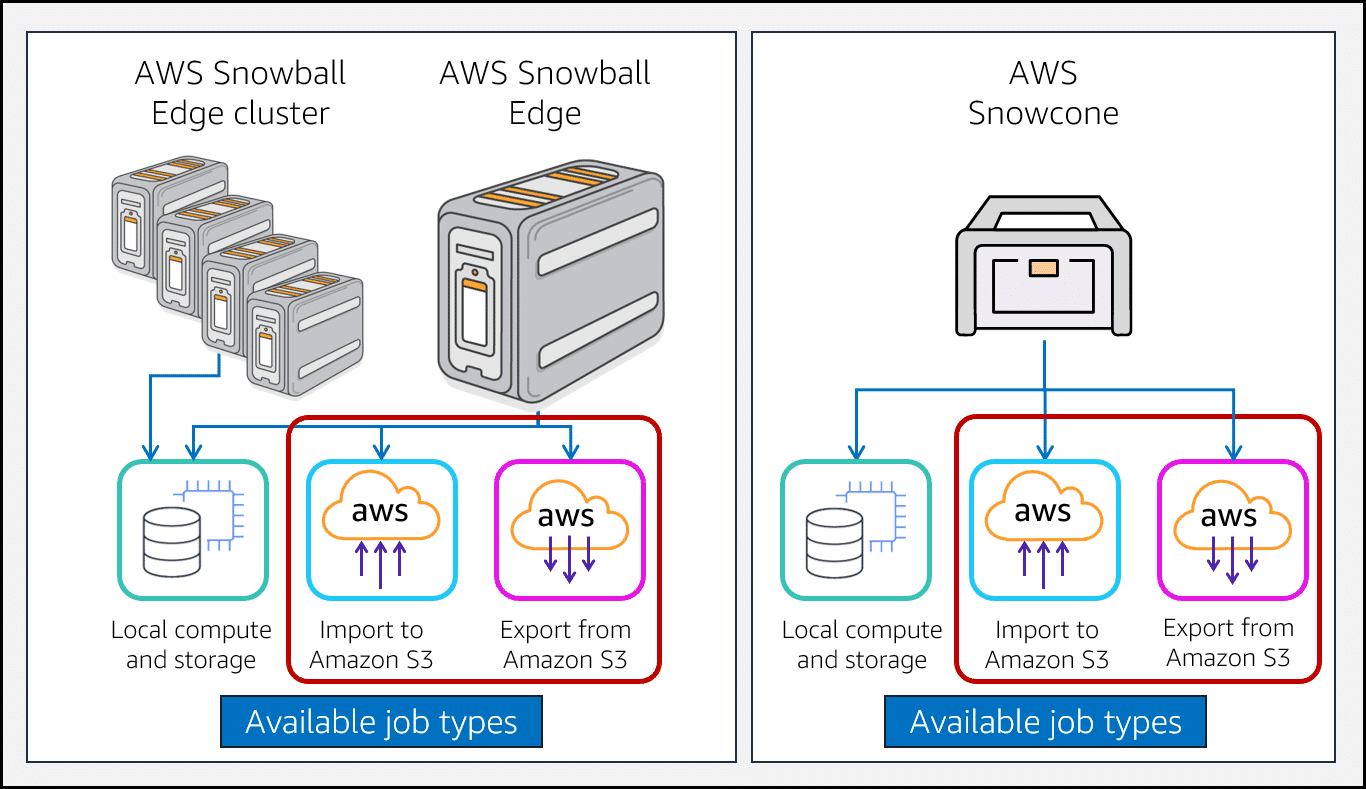 AWS Snowball
Edge cluster
AWS Snowball
Edge
aws
aws
Local compute
and storage
Import to
Amazon S3
Export from
Amazon S3
Available job types
AWS
Snowcone
aws
aws
Local compute
and storage
Import to
Amazon S3
Export from
Amazon S3
Available job types